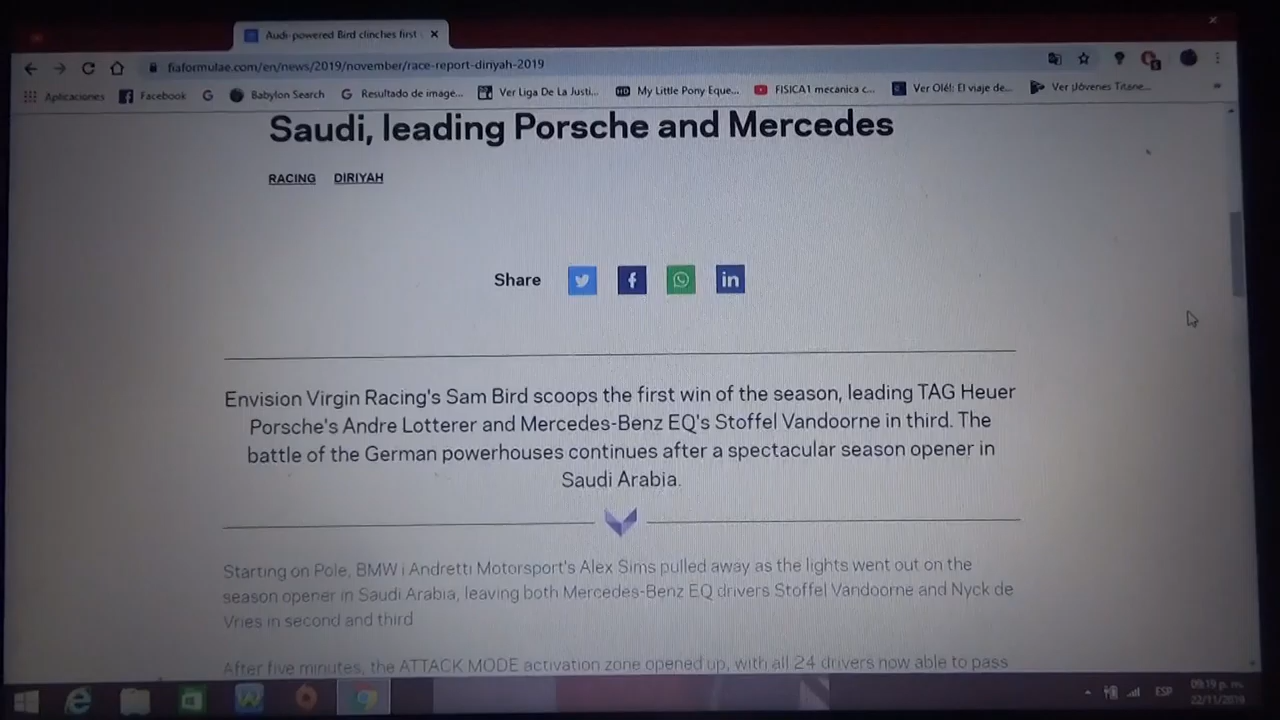 Audi-powered Bird clinches first
fiaformulae.com/en/news/2019/november/race-report-diriyah-2019
Aplicaciones Facebook Babylon Search Resultado de image... Ver Liga De La Justi... My Little Pony Eque... FISICA1 mecanica c... Ver Olé!: El viaje de... Ver ¡Jóvenes Titane...
Saudi, leading Porsche and Mercedes
RACING DIRIYAH
Share
Envision Virgin Racing's Sam Bird scoops the first win of the season, leading TAG Heuer
Porsche's Andre Lotterer and Mercedes-Benz EQ's Stoffel Vandoorne in third. The
battle of the German powerhouses continues after a spectacular season opener in
Saudi Arabia.
Starting on Pole, BMW i Andretti Motorsport's Alex Sims pulled away as the lights went out on the
season opener in Saudi Arabia, leaving both Mercedes-Benz EQ drivers Stoffel Vandoorne and Nyck de
Vries in second and third
After five minutes, the ATTACK MODE activation zone opened up, with all 24 drivers now able to pass
ESP
09:19 p. m.
22/11/2019